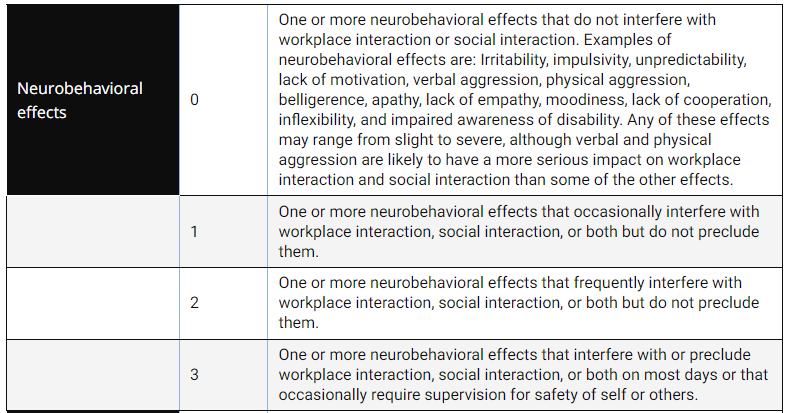 Neurobehavioral
effects
0
One or more neurobehavioral effects that do not interfere with
workplace interaction or social interaction. Examples of
neurobehavioral effects are: Irritability, impulsivity, unpredictability,
lack of motivation, verbal aggression, physical aggression,
belligerence, apathy, lack of empathy, moodiness, lack of cooperation,
inflexibility, and impaired awareness of disability. Any of these effects
may range from slight to severe, although verbal and physical
aggression are likely to have a more serious impact on workplace
interaction and social interaction than some of the other effects.
1
One or more neurobehavioral effects that occasionally interfere with
workplace interaction, social interaction, or both but do not preclude
them.
2
One or more neurobehavioral effects that frequently interfere with
workplace interaction, social interaction, or both but do not preclude
them.
3
One or more neurobehavioral effects that interfere with or preclude
workplace interaction, social interaction, or both on most days or that
occasionally require supervision for safety of self or others.